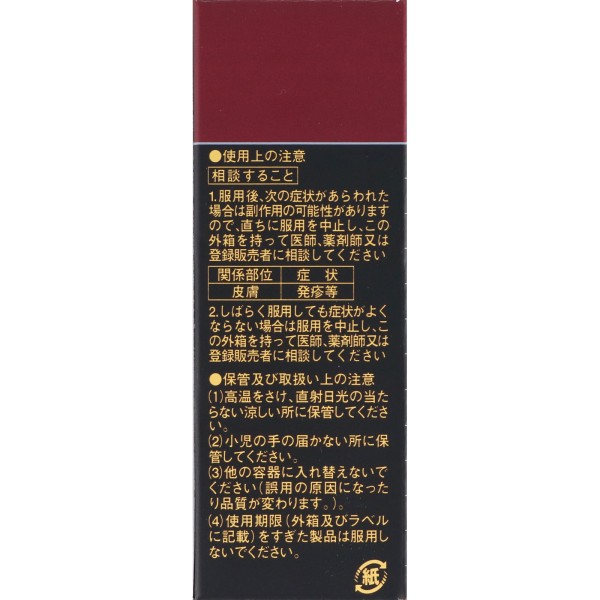 ●使用上の注意
相談すること
1.服用後、次の症状があらわれた
場合は副作用の可能性があります
ので、直ちに服用を中止し、この
外箱を持って医師、薬剤師又は
登録販売者に相談してください
関係部位 症状
皮膚 発疹等
2.しばらく服用しても症状がよく
ならない場合は服用を中止し、こ
の外箱を持って医師、薬剤師又は
登録販売者に相談してください
●保管及び取扱い上の注意
(1)高温をさけ、直射日光の当た
らない涼しい所に保管してくださ
い。
(2)小児の手の届かない所に保
管してください。
(3)他の容器に入れ替えないで
ください(誤用の原因になった
り品質が変わります。)。
(4)使用期限(外箱及びラベル
に記載)をすぎた製品は服用し
ないでください。
紙